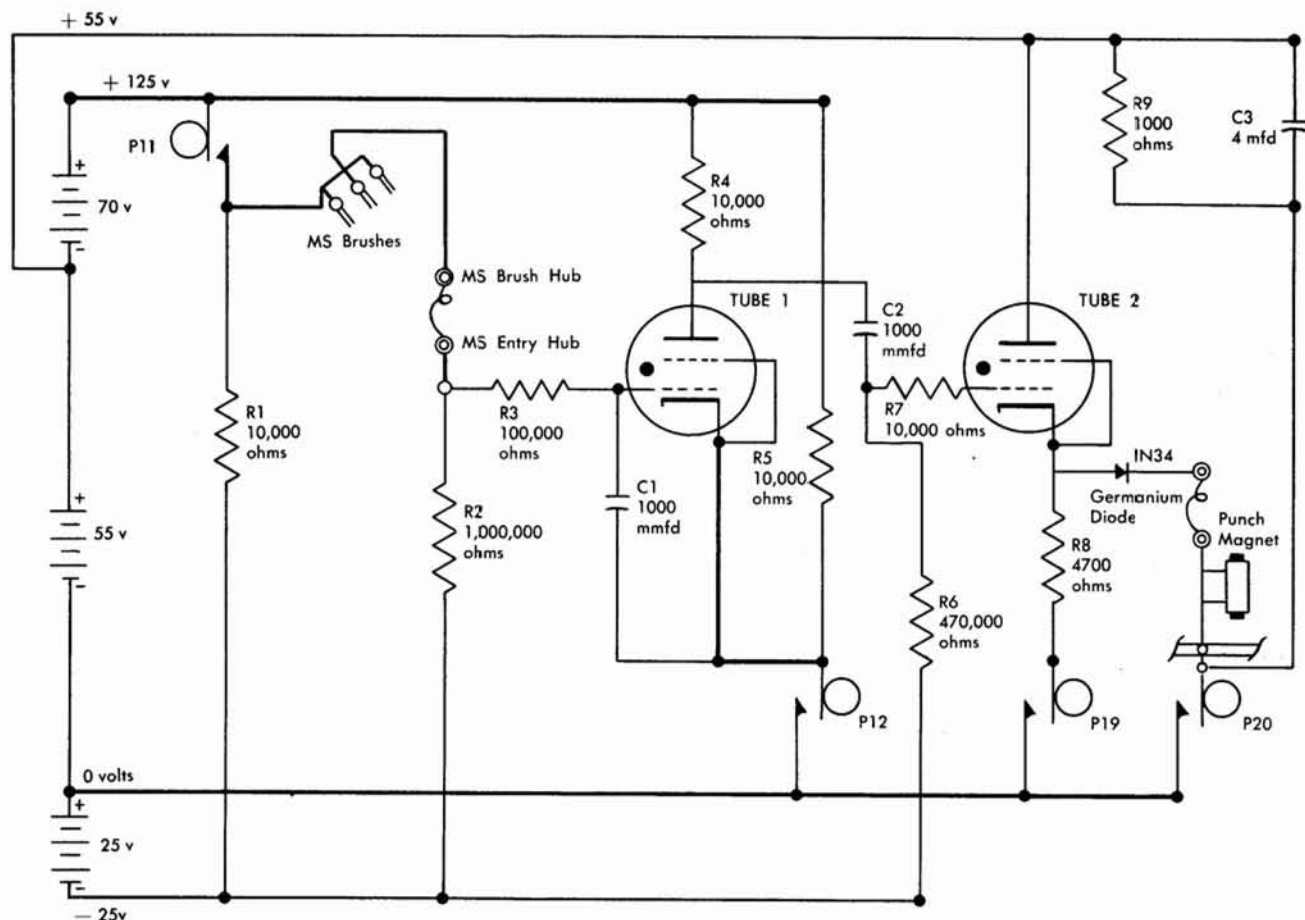 + 55 v
+ 125 v
P11
+
70 v
-
MS Brushes
R1
10,000
ohms
MS Brush Hub
MS Entry Hub
R2
1,000,000
ohms
R3
100,000
ohms
R4
10,000
ohms
TUBE 1
C1
1000
mmfd
R5
10,000
ohms
P12
C2
1000
mmfd
R7
10,000 ohms
R6
470,000
ohms
TUBE 2
R9
1000
ohms
C3
4 mfd
IN34
Germanium
Diode
Punch
Magnet
R8
4700
ohms
P19
P20
+
55 v
-
0 volts
+
25 v
-
- 25v